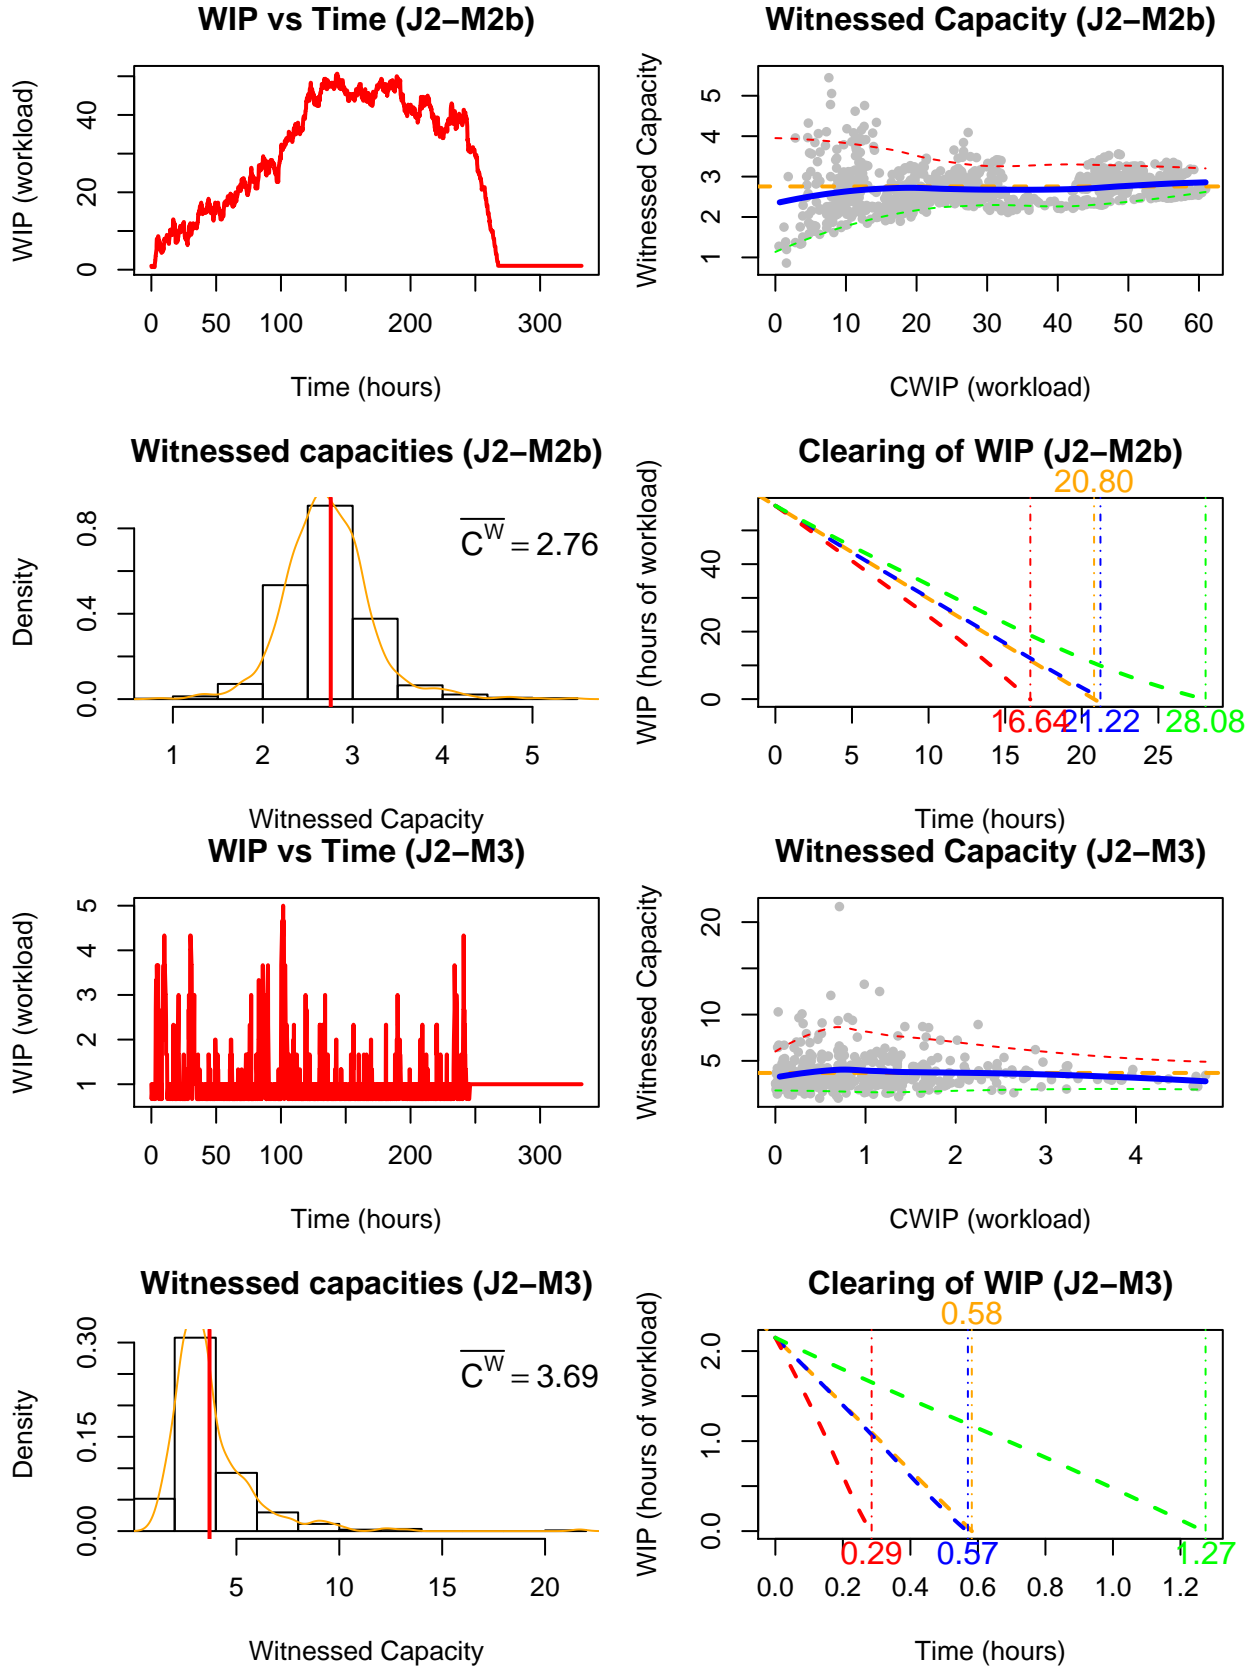 WIP vs Time (J2−M2b)
WIP (workload)
0 20 40
0 50 100 200 300
Time (hours)
Witnessed Capacity (J2−M2b)
Witnessed Capacity
1 2 3 4 5
0 10 20 30 40 50 60
CWIP (workload)
Witnessed capacities (J2−M2b)
Density
0.0 0.4 0.8
C^W = 2.76
1 2 3 4 5
Witnessed Capacity
Clearing of WIP (J2−M2b)
20.80
WIP (hours of workload)
0 20 40
16.64 21.22 28.08
0 5 10 15 20 25
Time (hours)
WIP vs Time (J2−M3)
WIP (workload)
1 2 3 4 5
0 50 100 200 300
Time (hours)
Witnessed Capacity (J2−M3)
Witnessed Capacity
5 10 20
0 1 2 3 4
CWIP (workload)
Witnessed capacities (J2−M3)
Density
0.00 0.15 0.30
C^W = 3.69
5 10 15 20
Witnessed Capacity
Clearing of WIP (J2−M3)
0.58
WIP (hours of workload)
0.0 1.0 2.0
0.29 0.57 1.27
0.0 0.2 0.4 0.6 0.8 1.0 1.2
Time (hours)